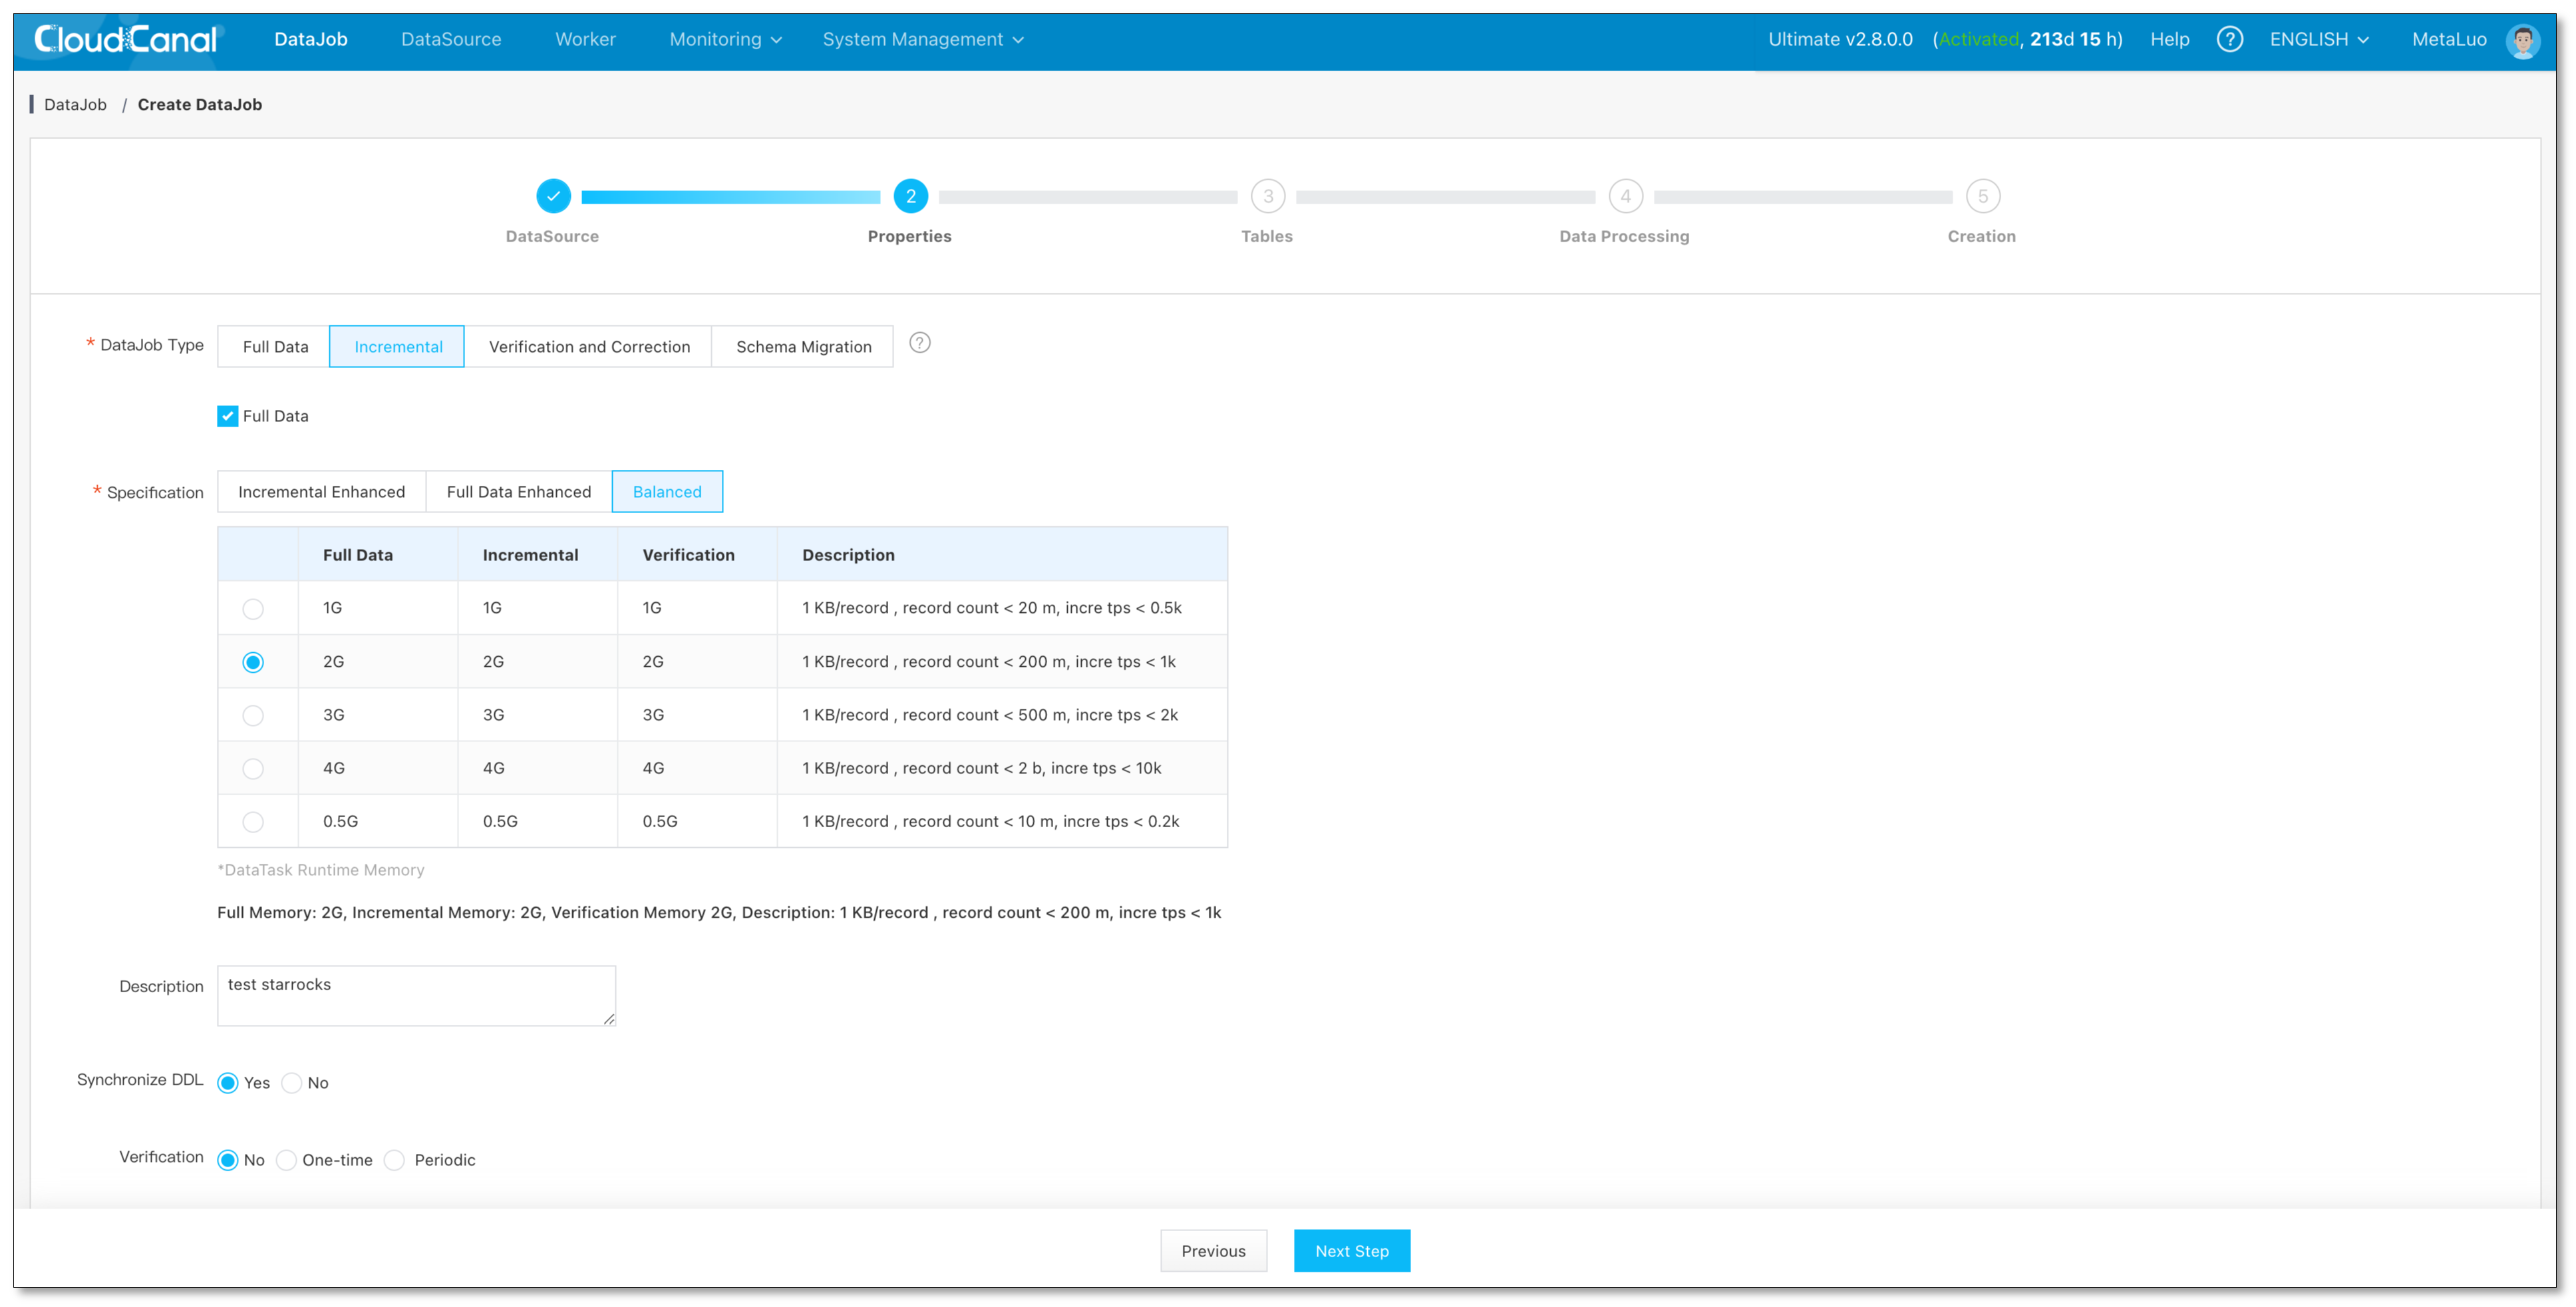 CloudCanal DataJob DataSource Worker Monitoring System Management Ultimate v2.8.0.0 (Activated, 213d 15 h) Help ? ENGLISH MetaLuo
DataJob / Create DataJob
2 3 4 5
DataSource Properties Tables Data Processing Creation
* DataJob Type Full Data Incremental Verification and Correction Schema Migration ?
Full Data
* Specification Incremental Enhanced Full Data Enhanced Balanced
Full Data Incremental Verification Description
1G 1G 1G 1 KB/record , record count < 20 m, incre tps < 0.5k
2G 2G 2G 1 KB/record , record count < 200 m, incre tps < 1k
3G 3G 3G 1 KB/record , record count < 500 m, incre tps < 2k
4G 4G 4G 1 KB/record , record count < 2 b, incre tps < 10k
0.5G 0.5G 0.5G 1 KB/record , record count < 10 m, incre tps < 0.2k
*DataTask Runtime Memory
Full Memory: 2G, Incremental Memory: 2G, Verification Memory 2G, Description: 1 KB/record , record count < 200 m, incre tps < 1k
Description test starrocks
Synchronize DDL Yes No
Verification No One-time Periodic
Previous Next Step